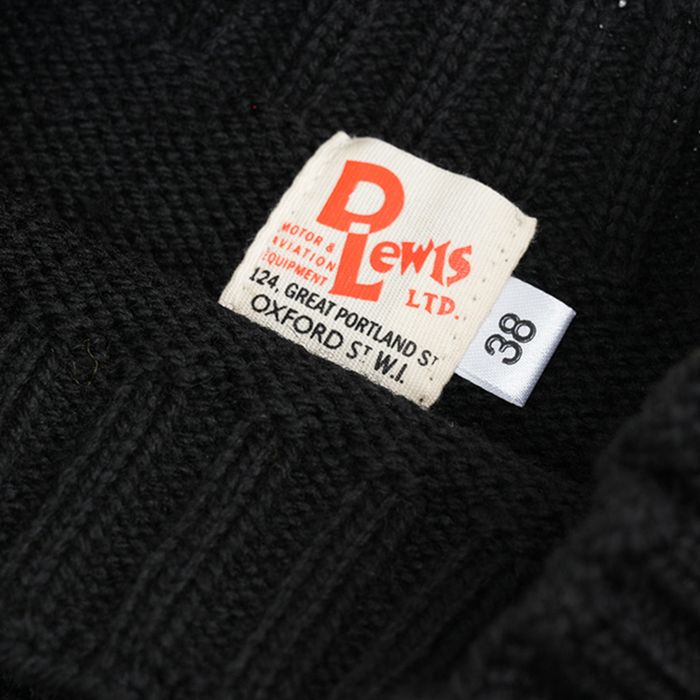 D Lewis LTD.
MOTOR &
AVIATION
EQUIPMENT
124, GREAT PORTLAND ST
OXFORD ST W.I.
38